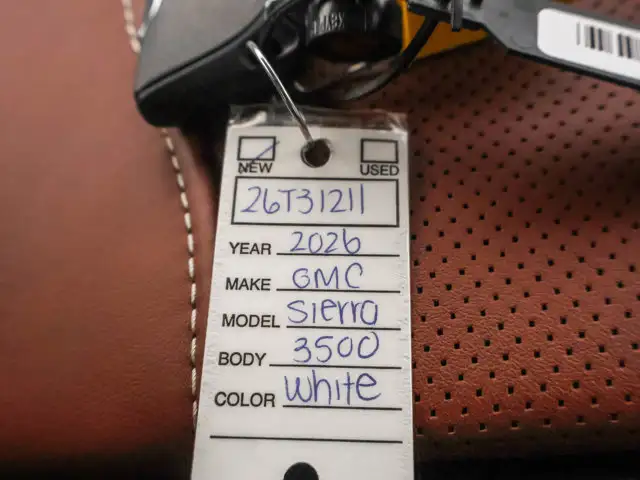 NEW USED
26T31211
YEAR 2026
MAKE GMC
MODEL Sierra
BODY 3500
COLOR White